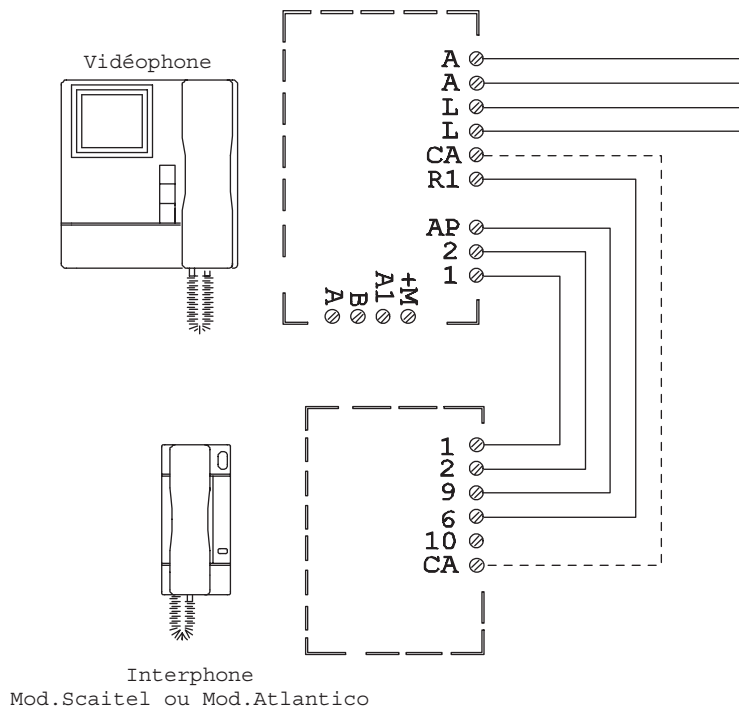 Vidéophone
A
A
L
L
CA
R1
AP
2
1
A
B
A1
+M
1
2
9
6
10
CA
Interphone
Mod.Scaitel ou Mod.Atlantico